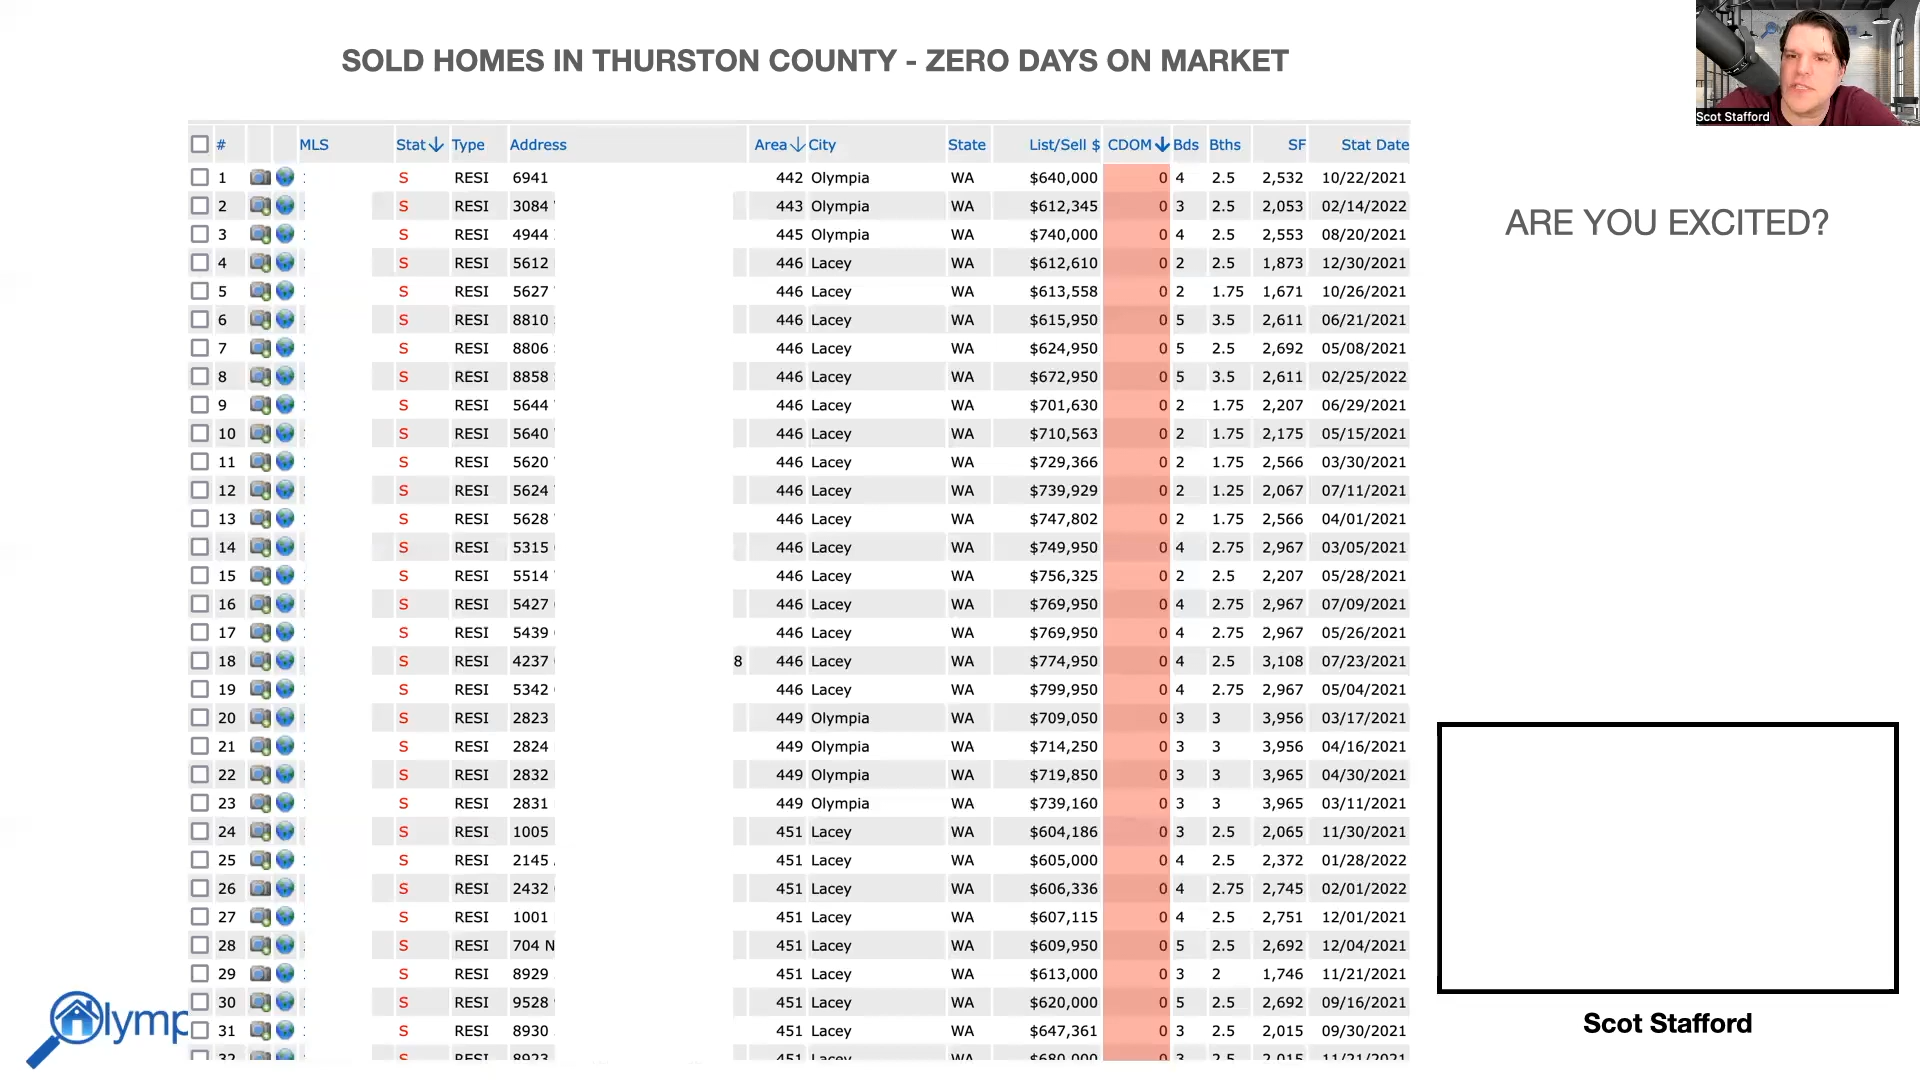 SOLD HOMES IN THURSTON COUNTY - ZERO DAYS ON MARKET
Scot Stafford
# MLS Stat Type Address Area City State List/Sell $ CDOM Bds Bths SF Stat Date
1 S RESI 6941 442 Olympia WA $640,000 0 4 2.5 2,532 10/22/2021
2 S RESI 3084 443 Olympia WA $612,345 0 3 2.5 2,053 02/14/2022
3 S RESI 4944 445 Olympia WA $740,000 0 4 2.5 2,553 08/20/2021
4 S RESI 5612 446 Lacey WA $612,610 0 2 2.5 1,873 12/30/2021
5 S RESI 5627 446 Lacey WA $613,558 0 2 1.75 1,671 10/26/2021
6 S RESI 8810 446 Lacey WA $615,950 0 5 3.5 2,611 06/21/2021
7 S RESI 8806 446 Lacey WA $624,950 0 5 2.5 2,692 05/08/2021
8 S RESI 8858 446 Lacey WA $672,950 0 5 3.5 2,611 02/25/2022
9 S RESI 5644 446 Lacey WA $701,630 0 2 1.75 2,207 06/29/2021
10 S RESI 5640 446 Lacey WA $710,563 0 2 1.75 2,175 05/15/2021
11 S RESI 5620 446 Lacey WA $729,366 0 2 1.75 2,566 03/30/2021
12 S RESI 5624 446 Lacey WA $739,929 0 2 1.25 2,067 07/11/2021
13 S RESI 5628 446 Lacey WA $747,802 0 2 1.75 2,566 04/01/2021
14 S RESI 5315 446 Lacey WA $749,950 0 4 2.75 2,967 03/05/2021
15 S RESI 5514 446 Lacey WA $756,325 0 2 2.5 2,207 05/28/2021
16 S RESI 5427 446 Lacey WA $769,950 0 4 2.75 2,967 07/09/2021
17 S RESI 5439 446 Lacey WA $769,950 0 4 2.75 2,967 05/26/2021
18 S RESI 4237 8 446 Lacey WA $774,950 0 4 2.5 3,108 07/23/2021
19 S RESI 5342 446 Lacey WA $799,950 0 4 2.75 2,967 05/04/2021
20 S RESI 2823 449 Olympia WA $709,050 0 3 3 3,956 03/17/2021
21 S RESI 2824 449 Olympia WA $714,250 0 3 3 3,956 04/16/2021
22 S RESI 2832 449 Olympia WA $719,850 0 3 3 3,965 04/30/2021
23 S RESI 2831 449 Olympia WA $739,160 0 3 3 3,965 03/11/2021
24 S RESI 1005 451 Lacey WA $604,186 0 3 2.5 2,065 11/30/2021
25 S RESI 2145 451 Lacey WA $605,000 0 4 2.5 2,372 01/28/2022
26 S RESI 2432 451 Lacey WA $606,336 0 4 2.75 2,745 02/01/2022
27 S RESI 1001 451 Lacey WA $607,115 0 4 2.5 2,751 12/01/2021
28 S RESI 704 N 451 Lacey WA $609,950 0 5 2.5 2,692 12/04/2021
29 S RESI 8929 451 Lacey WA $613,000 0 3 2 1,746 11/21/2021
30 S RESI 9528 451 Lacey WA $620,000 0 5 2.5 2,692 09/16/2021
31 S RESI 8930 451 Lacey WA $647,361 0 3 2.5 2,015 09/30/2021
32 S RESI 8923 451 Lacey WA $680,000 0 3 2.5 2,015 11/21/2021
ARE YOU EXCITED?
Scot Stafford
Olymp